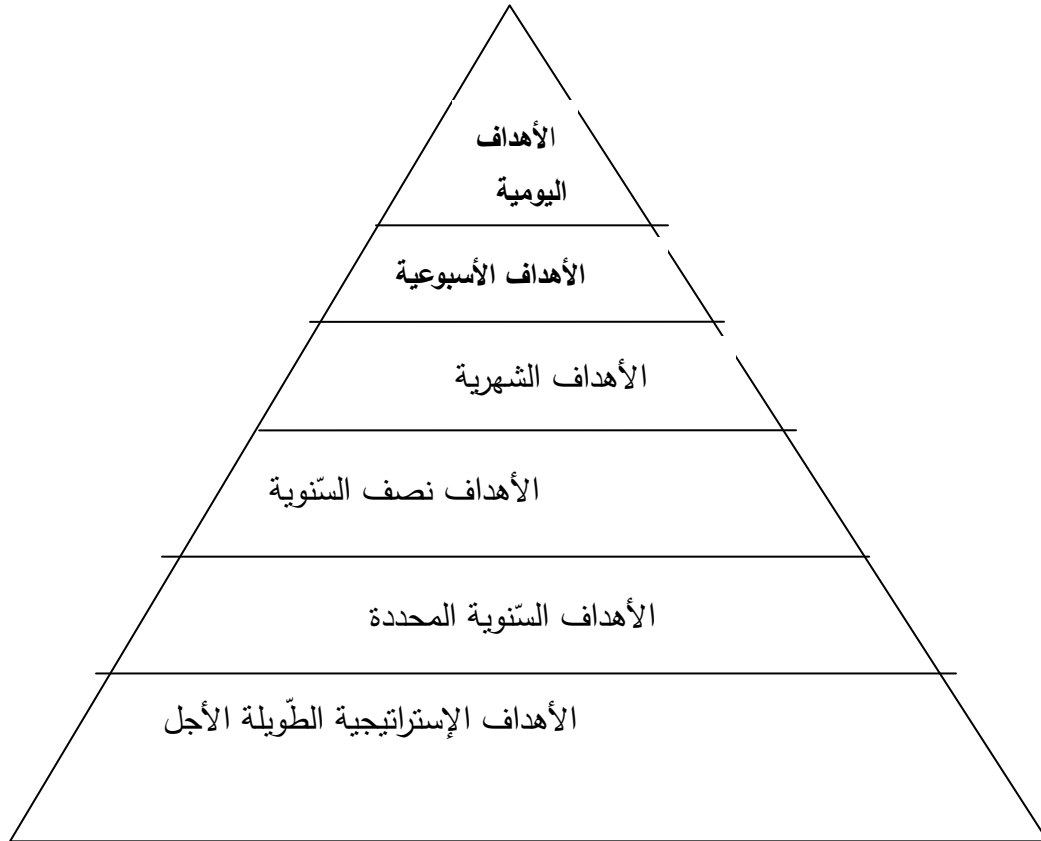 الأهداف
اليومية
الأهداف الأسبوعية
الأهداف الشهرية
الأهداف نصف السّنوية
الأهداف السّنوية المحددة
الأهداف الإستراتيجية الطّويلة الأجل